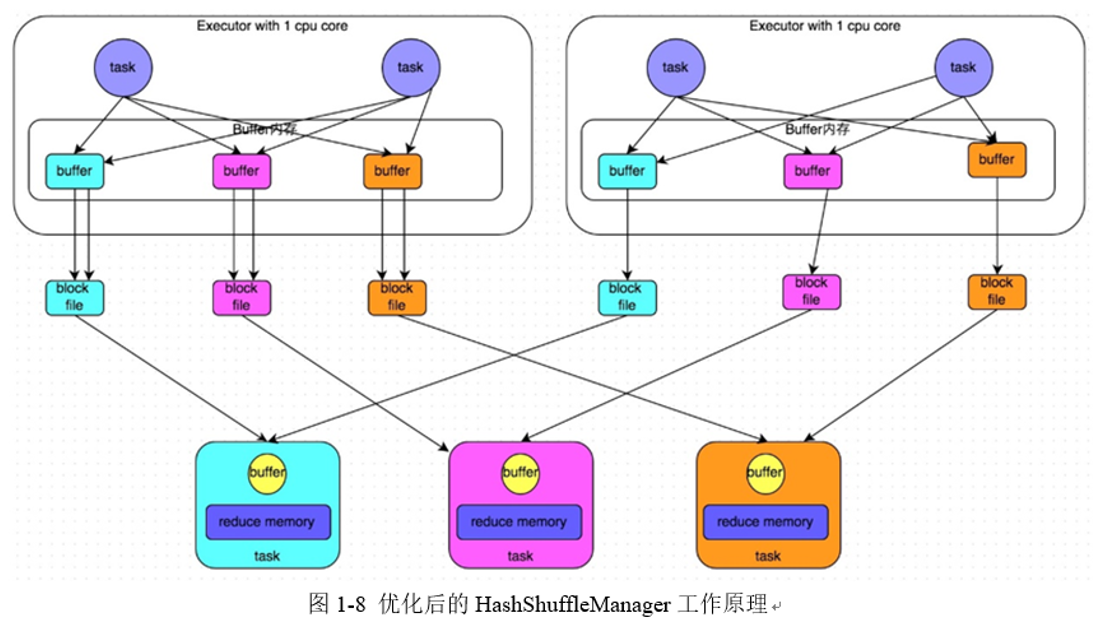 Executor with 1 cpu core
Executor with 1 cpu core
task
task
task
task
Buffer内存
Buffer内存
buffer
buffer
buffer
buffer
buffer
buffer
block
file
block
file
block
file
block
file
block
file
block
file
buffer
reduce memory
task
buffer
reduce memory
task
buffer
reduce memory
task
图 1-8 优化后的 HashShuffleManager 工作原理↵